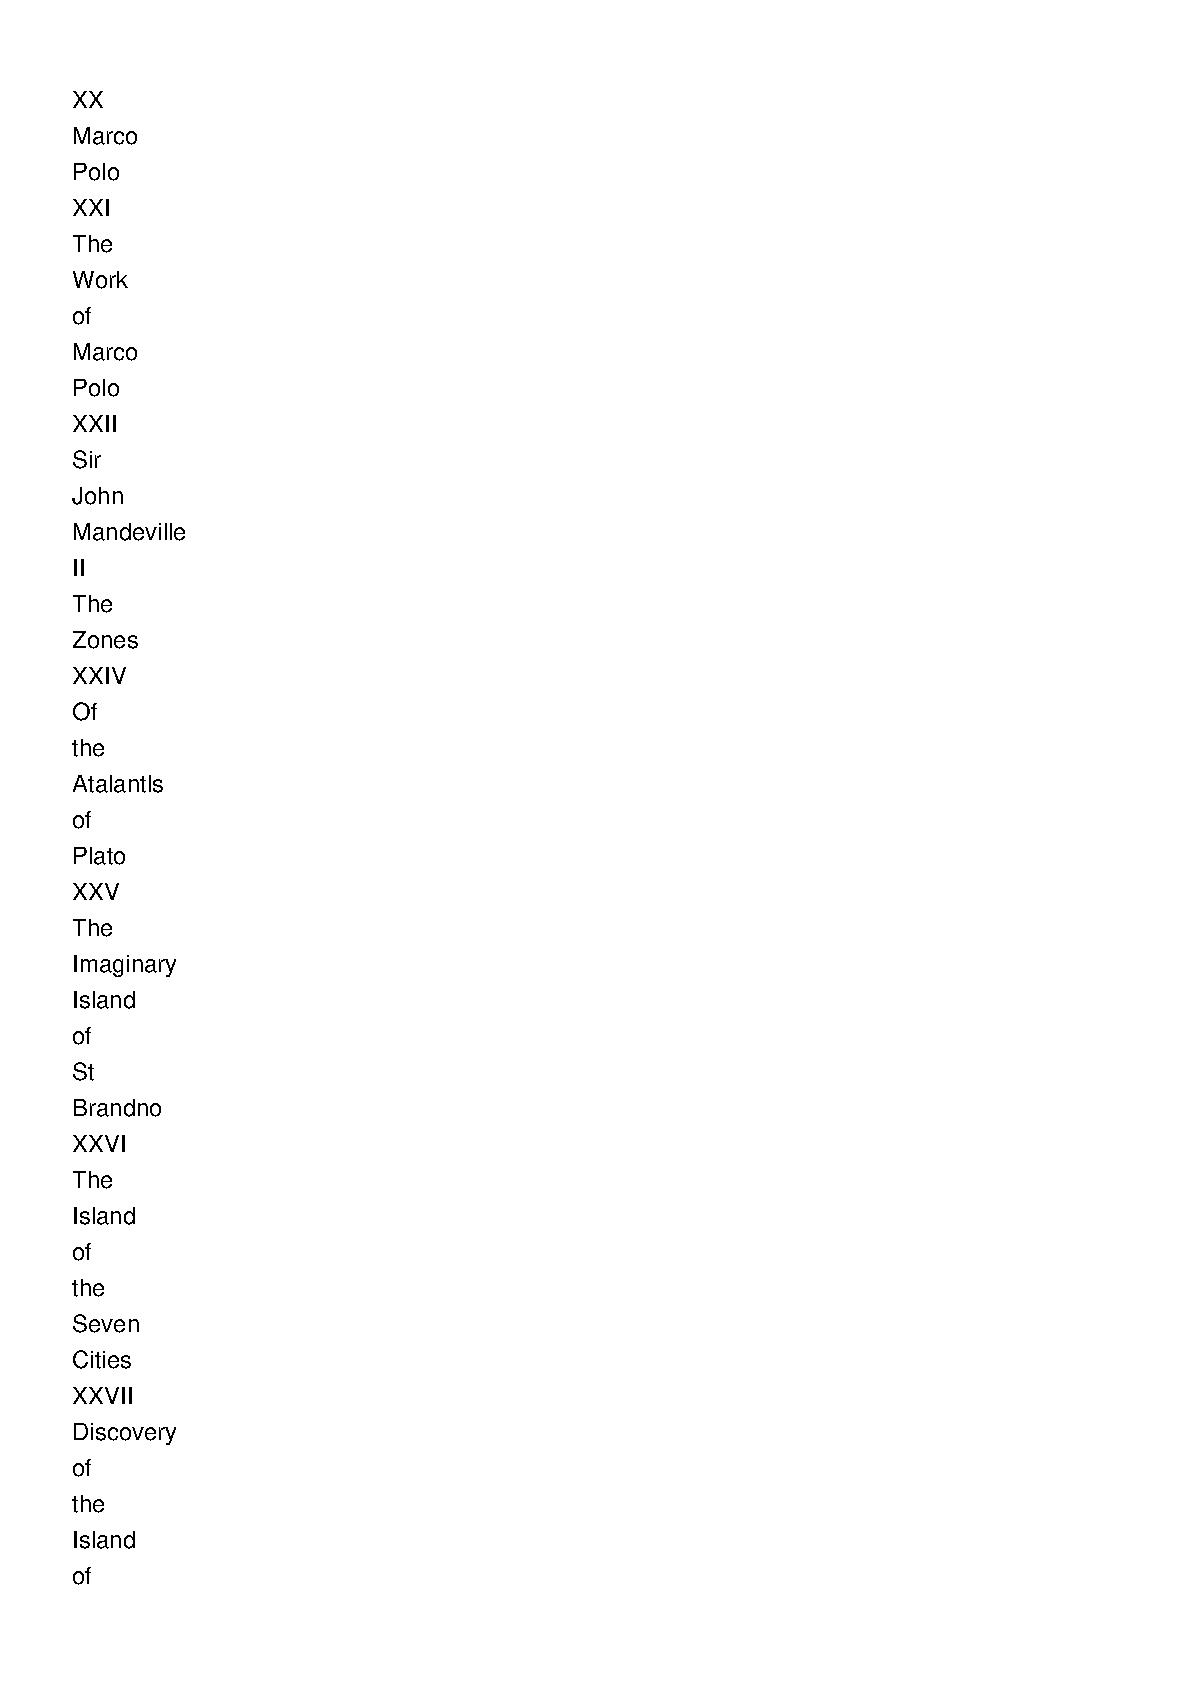 XX
Marco
Polo
XXI
The
Work
of
Marco
Polo
XXII
Sir
John
Mandeville
II
The
Zones
XXIV
Of
the
Atalantls
of
Plato
XXV
The
Imaginary
Island
of
St
Brandno
XXVI
The
Island
of
the
Seven
Cities
XXVII
Discovery
of
the
Island
of